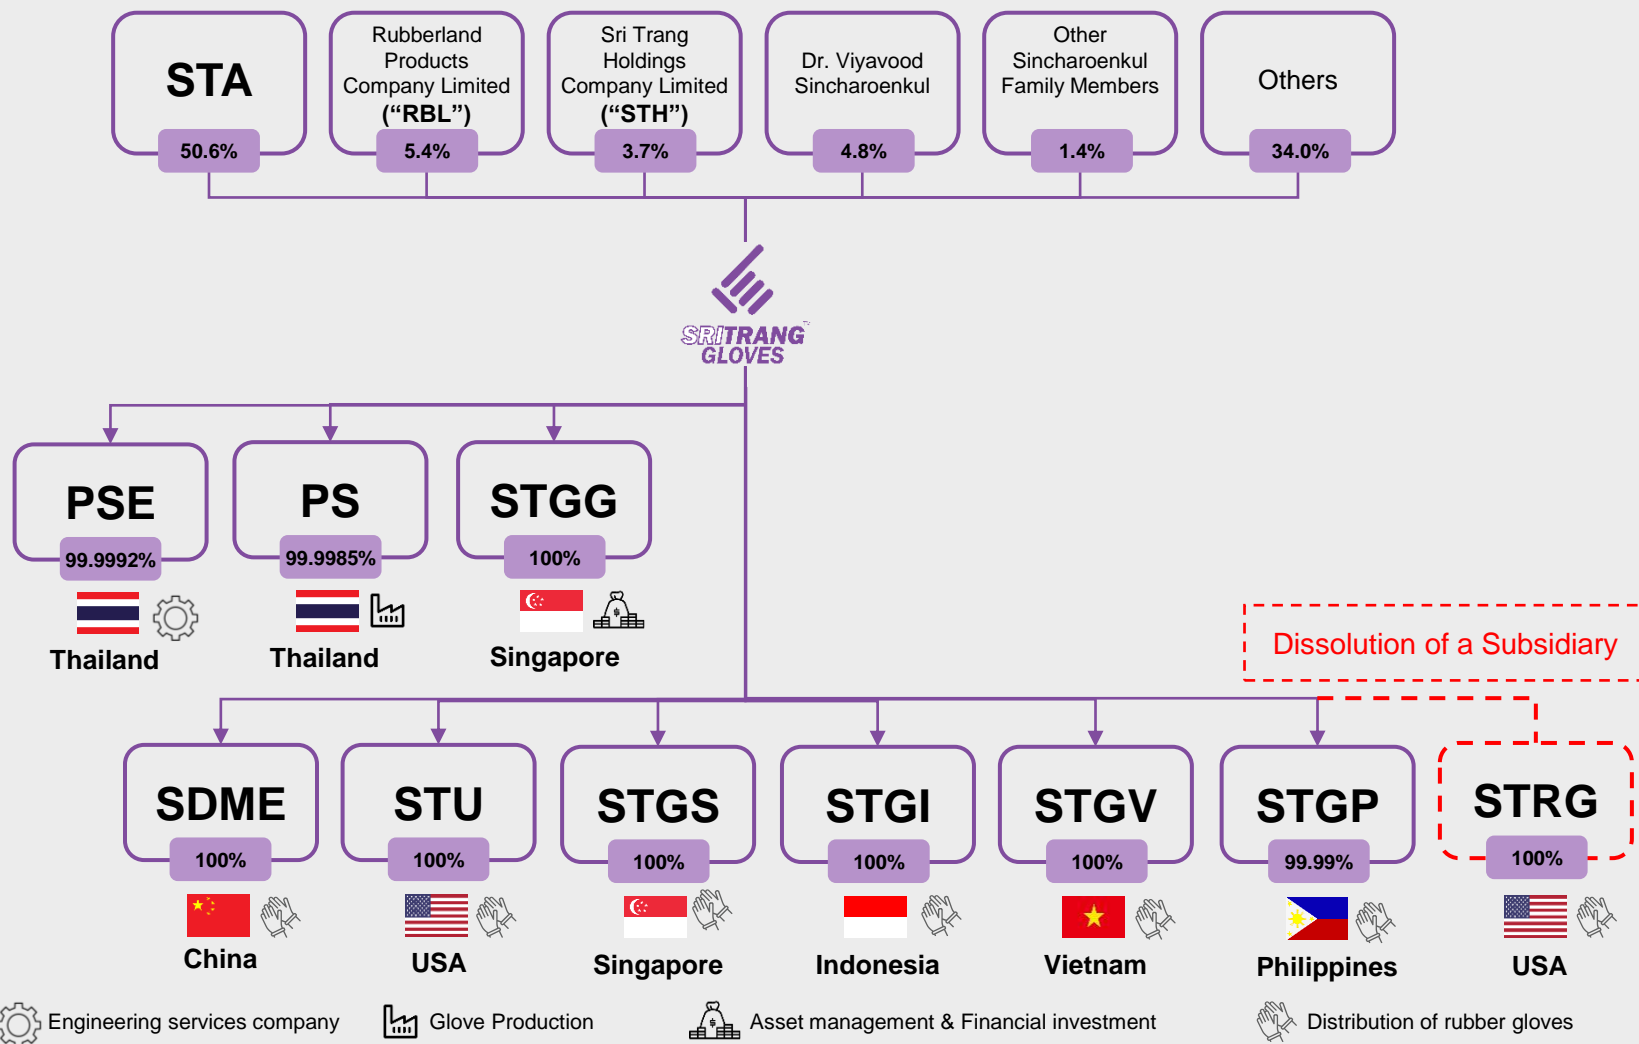 STA
50.6%
Rubberland
Products
Company Limited
(“RBL”)
5.4%
Sri Trang
Holdings
Company Limited
(“STH”)
3.7%
Dr. Viyavood
Sincharoenkul
4.8%
Other
Sincharoenkul
Family Members
1.4%
Others
34.0%
SRITRANG™
GLOVES
PSE
99.9992%
Thailand
PS
99.9985%
Thailand
STGG
100%
Singapore
Dissolution of a Subsidiary
SDME
100%
China
STU
100%
USA
STGS
100%
Singapore
STGI
100%
Indonesia
STGV
100%
Vietnam
STGP
99.99%
Philippines
STRG
100%
USA
Engineering services company
Glove Production
Asset management & Financial investment
Distribution of rubber gloves